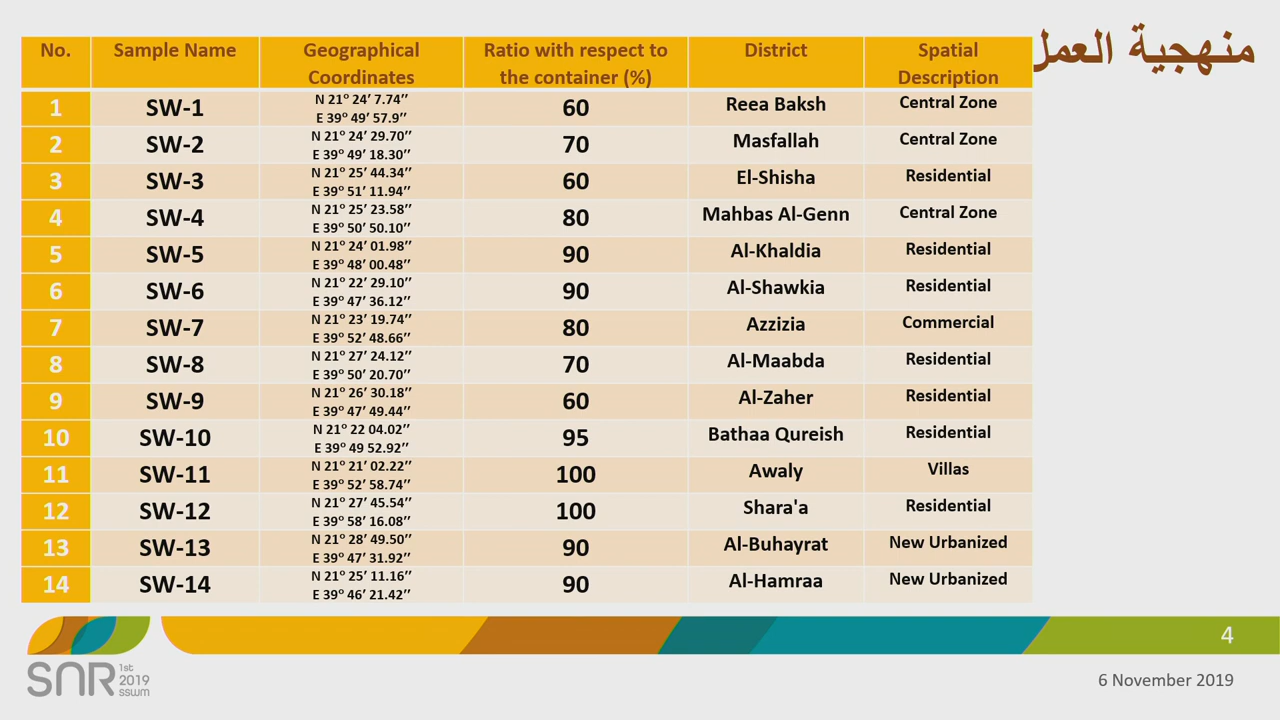 منهجية العمل
No. Sample Name Geographical Coordinates Ratio with respect to the container (%) District Spatial Description
1 SW-1 N 21° 24′ 7.74″ E 39° 49′ 57.9″ 60 Reea Baksh Central Zone
2 SW-2 N 21° 24′ 29.70″ E 39° 49′ 18.30″ 70 Masfallah Central Zone
3 SW-3 N 21° 25′ 44.34″ E 39° 51′ 11.94″ 60 El-Shisha Residential
4 SW-4 N 21° 25′ 23.58″ E 39° 50′ 50.10″ 80 Mahbas Al-Genn Central Zone
5 SW-5 N 21° 24′ 01.98″ E 39° 48′ 00.48″ 90 Al-Khaldia Residential
6 SW-6 N 21° 22′ 29.10″ E 39° 47′ 36.12″ 90 Al-Shawkia Residential
7 SW-7 N 21° 23′ 19.74″ E 39° 52′ 48.66″ 80 Azzizia Commercial
8 SW-8 N 21° 27′ 24.12″ E 39° 50′ 20.70″ 70 Al-Maabda Residential
9 SW-9 N 21° 26′ 30.18″ E 39° 47′ 49.44″ 60 Al-Zaher Residential
10 SW-10 N 21° 22 04.02″ E 39° 49 52.92″ 95 Bathaa Qureish Residential
11 SW-11 N 21° 21′ 02.22″ E 39° 52′ 58.74″ 100 Awaly Villas
12 SW-12 N 21° 27′ 45.54″ E 39° 58′ 16.08″ 100 Shara'a Residential
13 SW-13 N 21° 28′ 49.50″ E 39° 47′ 31.92″ 90 Al-Buhayrat New Urbanized
14 SW-14 N 21° 25′ 11.16″ E 39° 46′ 21.42″ 90 Al-Hamraa New Urbanized
4
SNR 1st 2019 sswm
6 November 2019